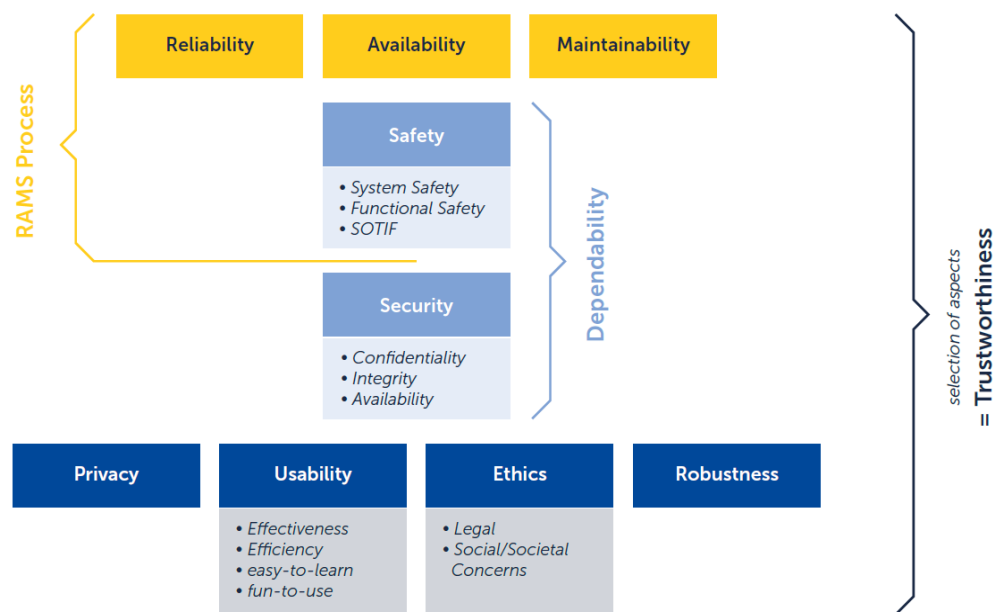 Reliability
Availability
Maintainability
RAMS Process
Safety
• System Safety
• Functional Safety
• SOTIF
Dependability
Security
• Confidentiality
• Integrity
• Availability
selection of aspects
= Trustworthiness
Privacy
Usability
Ethics
Robustness
• Effectiveness
• Efficiency
• easy-to-learn
• fun-to-use
• Legal
• Social/Societal
Concerns